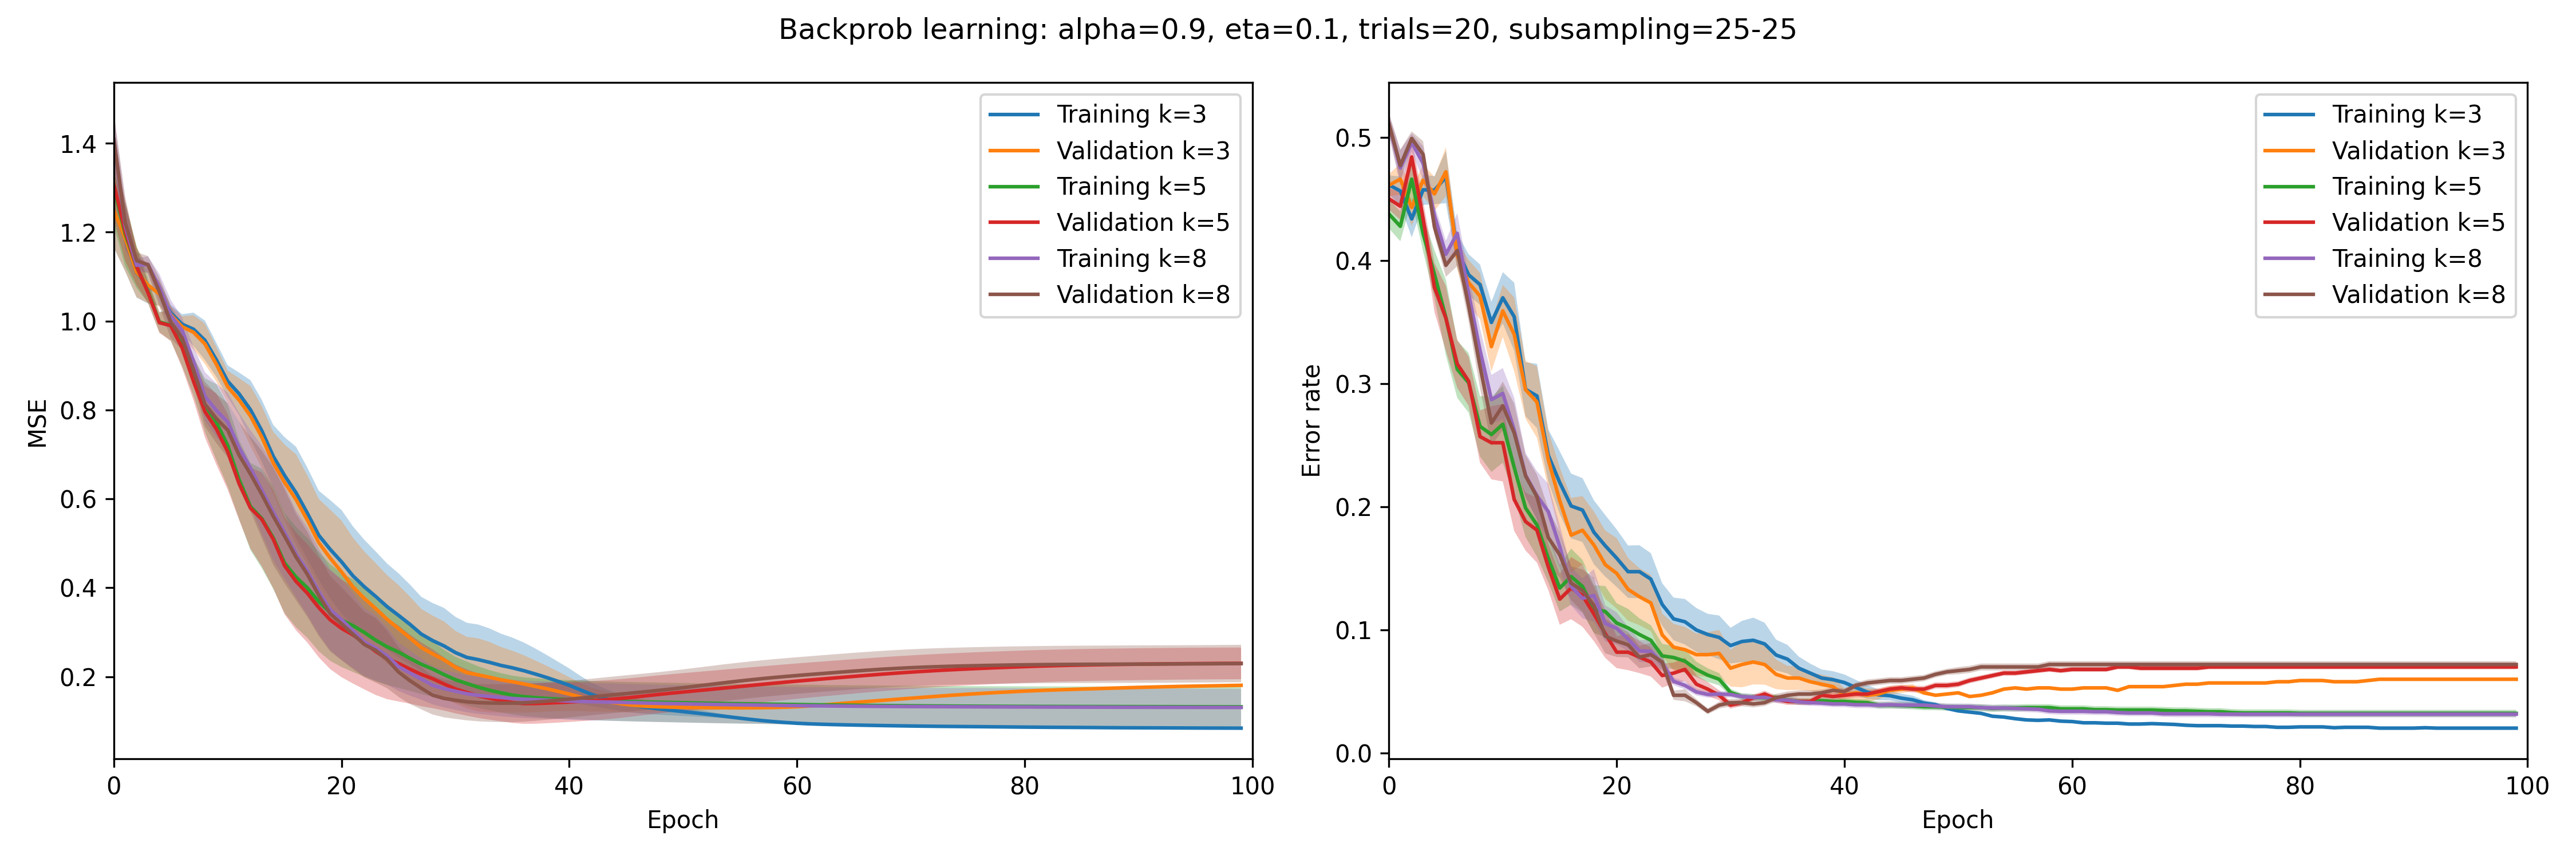 Backprob learning: alpha=0.9, eta=0.1, trials=20, subsampling=25-25
MSE
1.4
1.2
1.0
0.8
0.6
0.4
0.2
0
20
40
60
80
100
Epoch
Training k=3
Validation k=3
Training k=5
Validation k=5
Training k=8
Validation k=8
Error rate
0.5
0.4
0.3
0.2
0.1
0.0
0
20
40
60
80
100
Epoch
Training k=3
Validation k=3
Training k=5
Validation k=5
Training k=8
Validation k=8